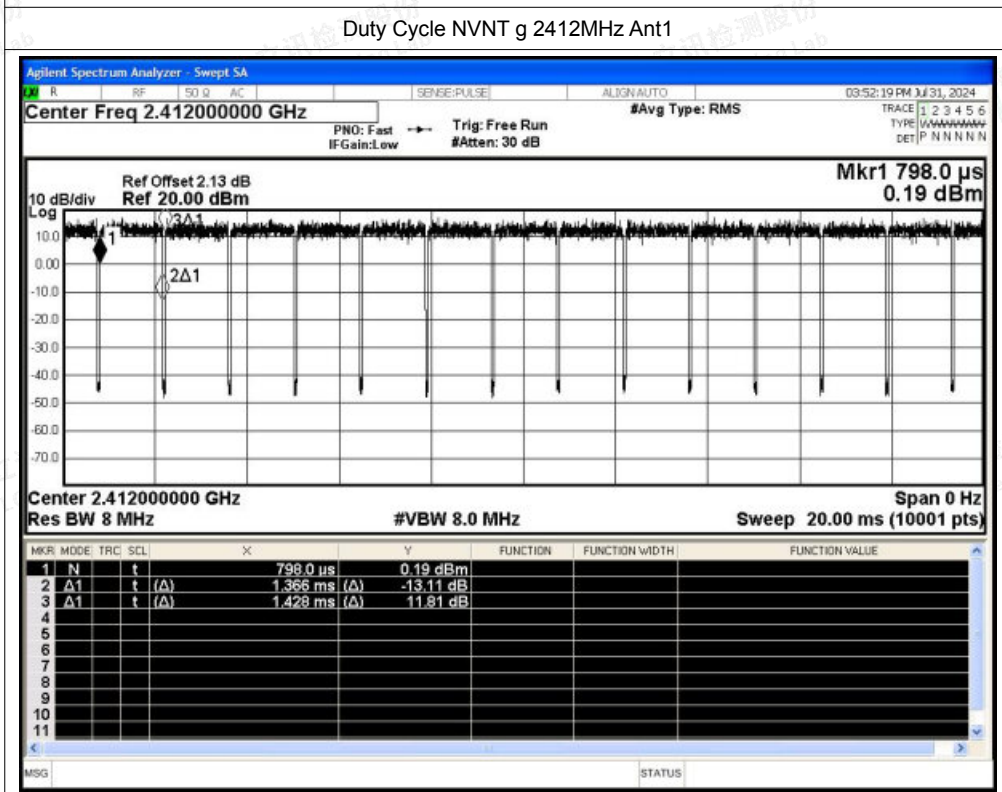 Duty Cycle NVNT g 2412MHz Ant1
Agilent Spectrum Analyzer - Swept SA
R RF 50 Ω AC SENSE:PULSE ALIGN AUTO 03:52:19 PM Jul 31, 2024
Center Freq 2.412000000 GHz #Avg Type: RMS TRACE 1 2 3 4 5 6
PNO: Fast Trig: Free Run TYPE
IFGain:Low #Atten: 30 dB DET P N N N N N
Mkr1 798.0 µs
Ref Offset 2.13 dB 0.19 dBm
10 dB/div Ref 20.00 dBm
Log
3Δ1
10.0
1
0.00
2Δ1
-10.0
-20.0
-30.0
-40.0
-50.0
-60.0
-70.0
Center 2.412000000 GHz Span 0 Hz
Res BW 8 MHz #VBW 8.0 MHz Sweep 20.00 ms (10001 pts)
MKR MODE TRC SCL X Y FUNCTION FUNCTION WIDTH FUNCTION VALUE
1 N t 798.0 µs 0.19 dBm
2 Δ1 t (Δ) 1.366 ms (Δ) -13.11 dB
3 Δ1 t (Δ) 1.428 ms (Δ) 11.81 dB
4
5
6
7
8
9
10
11
MSG STATUS